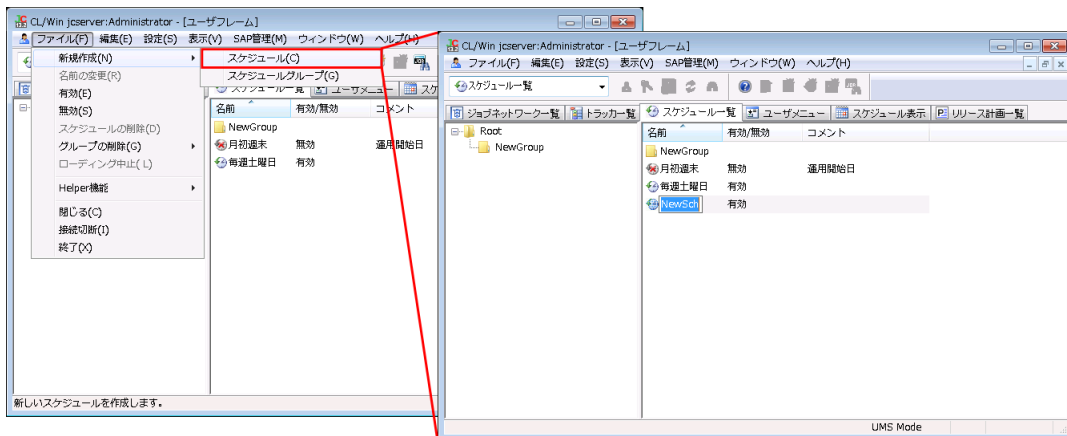 CL/Win jcserver:Administrator - [ユーザフレーム]
ファイル(F) 編集(E) 設定(S) 表示(V) SAP管理(M) ウィンドウ(W) ヘルプ(H)
新規作成(N)
名前の変更(R)
有効(E)
無効(S)
スケジュールの削除(D)
グループの削除(G)
ローディング中止(L)
Helper機能
閉じる(C)
接続切断(I)
終了(X)
スケジュール(C)
スケジュールグループ(G)
スケジュール一覧 ユーザメニュー スケ
名前 有効/無効 コメント
NewGroup
月初週末 無効 運用開始日
毎週土曜日 有効
新しいスケジュールを作成します。
CL/Win jcserver:Administrator - [ユーザフレーム]
ファイル(F) 編集(E) 設定(S) 表示(V) SAP管理(M) ウィンドウ(W) ヘルプ(H)
スケジュール一覧
ジョブネットワーク一覧 トラッカ一覧 スケジュール一覧 ユーザメニュー スケジュール表示 リリース計画一覧
Root
NewGroup
名前 有効/無効 コメント
NewGroup
月初週末 無効 運用開始日
毎週土曜日 有効
NewSch 有効
UMS Mode